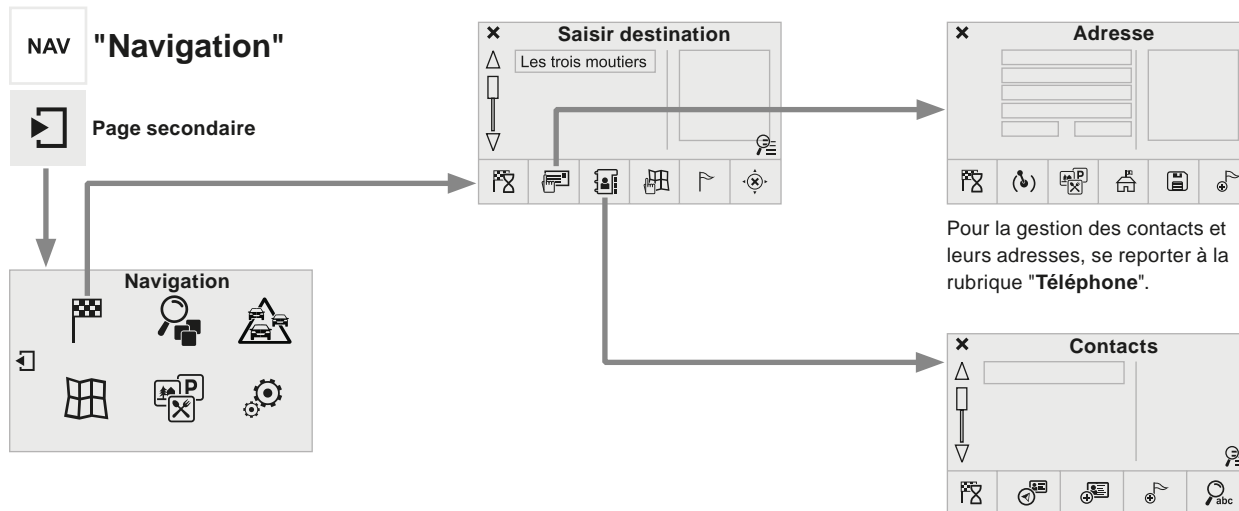 NAV "Navigation"
Page secondaire
Navigation
Saisir destination
Les trois moutiers
Adresse
P
Pour la gestion des contacts et
leurs adresses, se reporter à la
rubrique "Téléphone".
Contacts
abc
P